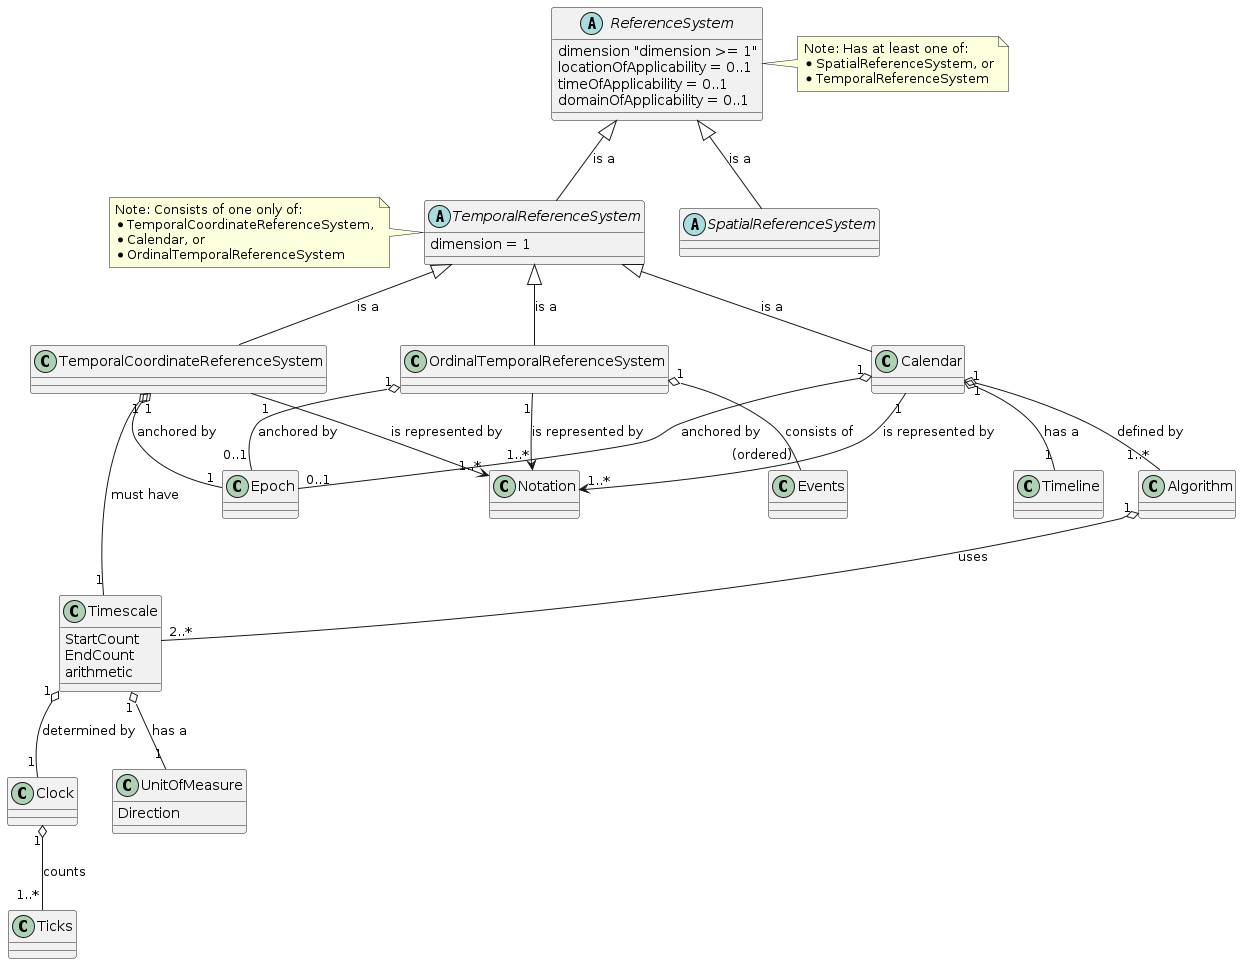 A ReferenceSystem
dimension "dimension >= 1"
locationOfApplicability = 0..1
timeOfApplicability = 0..1
domainOfApplicability = 0..1
Note: Has at least one of:
• SpatialReferenceSystem, or
• TemporalReferenceSystem
is a
is a
Note: Consists of one only of:
• TemporalCoordinateReferenceSystem,
• Calendar, or
• OrdinalTemporalReferenceSystem
A TemporalReferenceSystem
dimension = 1
A SpatialReferenceSystem
is a
is a
is a
C TemporalCoordinateReferenceSystem
C OrdinalTemporalReferenceSystem
C Calendar
1
1
1
1
1
1
1
1
1
1
anchored by
anchored by
is represented by
is represented by
anchored by
consists of
is represented by
has a
defined by
1
0..1
0..1
1..*
1..*
(ordered)
1..*
1
1..*
C Epoch
C Notation
C Events
C Timeline
C Algorithm
must have
1
1
uses
2..*
C Timescale
StartCount
EndCount
arithmetic
1
1
determined by
has a
1
1
C Clock
C UnitOfMeasure
Direction
1
counts
1..*
C Ticks